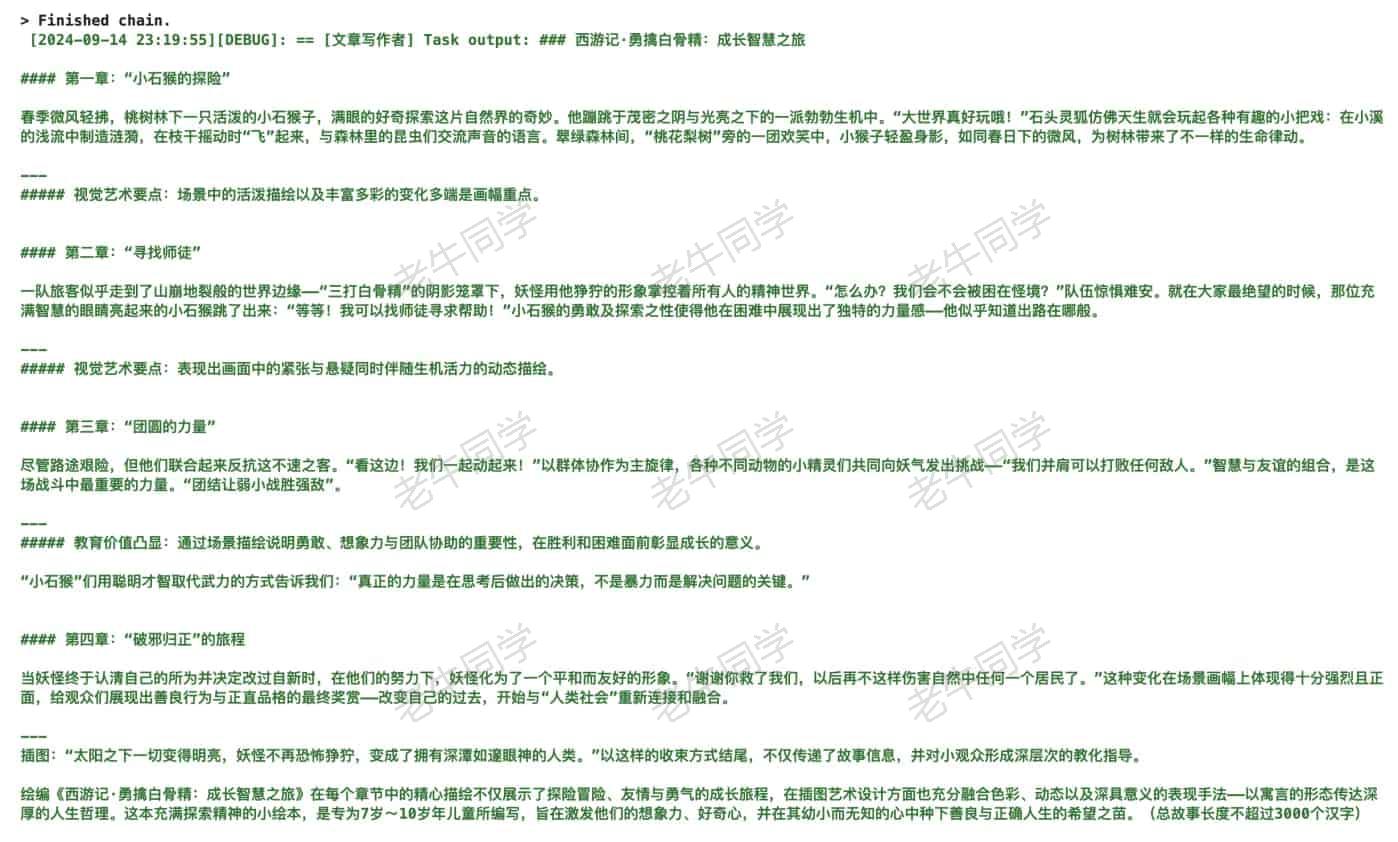 > Finished chain.
[2024-09-14 23:19:55][DEBUG]: == [文章写作者] Task output: ### 西游记·勇擒白骨精：成长智慧之旅
#### 第一章：“小石猴的探险”
春季微风轻拂，桃树林下一只活泼的小石猴子，满眼的好奇探索这片自然界的奇妙。他蹦跳于茂密之阴与光亮之下的一派勃勃生机中。“大世界真好玩哦！”石头灵狐仿佛天生就会玩起各种有趣的小把戏：在小溪
的浅流中制造涟漪，在枝干摇动时“飞”起来，与森林里的昆虫们交流声音的语言。翠绿森林间，“桃花梨树”旁的一团欢笑中，小猴子轻盈身影，如同春日下的微风，为树林带来了不一样的生命律动。
———
##### 视觉艺术要点：场景中的活泼描绘以及丰富多彩的变化多端是画幅重点。
#### 第二章：“寻找师徒”
一队旅客似乎走到了山崩地裂般的世界边缘——“三打白骨精”的阴影笼罩下，妖怪用他狰狞的形象掌控着所有人的精神世界。“怎么办？我们会不会被困在怪境？”队伍惊惧难安。就在大家最绝望的时候，那位充
满智慧的眼睛亮起来的小石猴跳了出来：“等等！我可以找师徒寻求帮助！”小石猴的勇敢及探索之性使得他在困难中展现出了独特的力量感——他似乎知道出路在哪般。
———
##### 视觉艺术要点：表现出画面中的紧张与悬疑同时伴随生机活力的动态描绘。
#### 第三章：“团圆的力量”
尽管路途艰险，但他们联合起来反抗这不速之客。“看这边！我们一起动起来！”以群体协作为主旋律，各种不同动物的小精灵们共同向妖气发出挑战——“我们并肩可以打败任何敌人。”智慧与友谊的组合，是这
场战斗中最重要的力量。“团结让弱小战胜强敌”。
———
##### 教育价值凸显：通过场景描绘说明勇敢、想象力与团队协助的重要性，在胜利和困难面前彰显成长的意义。
“小石猴”们用聪明才智取代武力的方式告诉我们：“真正的力量是在思考后做出的决策，不是暴力而是解决问题的关键。”
#### 第四章：“破邪归正”的旅程
当妖怪终于认清自己的所为并决定改过自新时，在他们的努力下，妖怪化为了一个平和而友好的形象。“谢谢你救了我们，以后再不这样伤害自然中任何一个居民了。”这种变化在场景画幅上体现得十分强烈且正
面，给观众们展现出善良行为与正直品格的最终奖赏——改变自己的过去，开始与“人类社会”重新连接和融合。
———
插图：“太阳之下一切变得明亮，妖怪不再恐怖狰狞，变成了拥有深潭如邃眼神的人类。”以这样的收束方式结尾，不仅传递了故事信息，并对小观众形成深层次的教化指导。
绘编《西游记·勇擒白骨精：成长智慧之旅》在每个章节中的精心描绘不仅展示了探险冒险、友情与勇气的成长旅程，在插图艺术设计方面也充分融合色彩、动态以及深具意义的表现手法——以寓言的形态传达深
厚的人生哲理。这本充满探索精神的小绘本，是专为7岁～10岁年儿童所编写，旨在激发他们的想象力、好奇心，并在其幼小而无知的心中种下善良与正确人生的希望之苗。（总故事长度不超过3000个汉字）
老牛同学
老牛同学
老牛同学
老牛同学
老牛同学
老牛同学
老牛同学
老牛同学
老牛同学